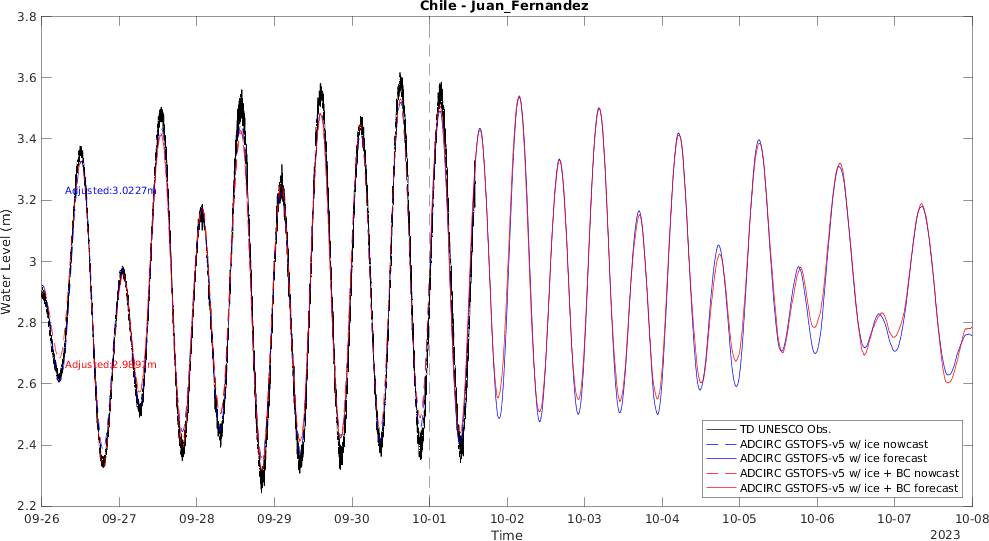 Chile - Juan_Fernandez
3.8
3.6
3.4
3.2
3
2.8
2.6
2.4
2.2
Water Level (m)
Adjusted:3.0227m
Adjusted:2.9897m
TD UNESCO Obs.
ADCIRC GSTOFS-v5 w/ ice nowcast
ADCIRC GSTOFS-v5 w/ ice forecast
ADCIRC GSTOFS-v5 w/ ice + BC nowcast
ADCIRC GSTOFS-v5 w/ ice + BC forecast
09-26 09-27 09-28 09-29 09-30 10-01 10-02 10-03 10-04 10-05 10-06 10-07 10-08
Time
2023